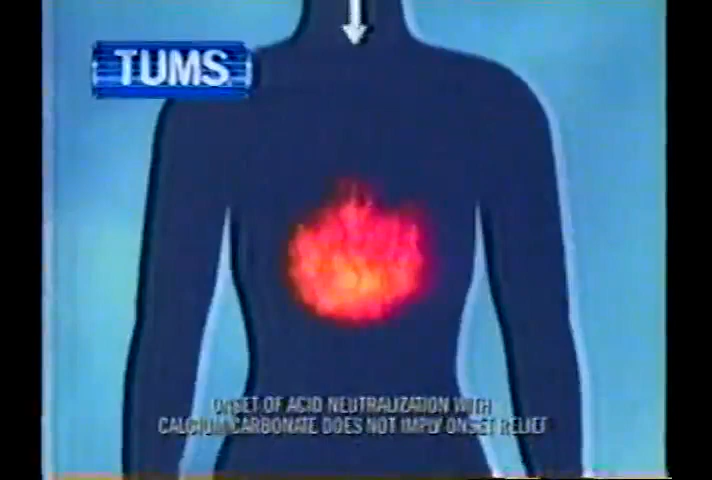 TUMS
ONSET OF ACID NEUTRALIZATION WITH
CALCIUM CARBONATE DOES NOT IMPLY ONSET RELIEF